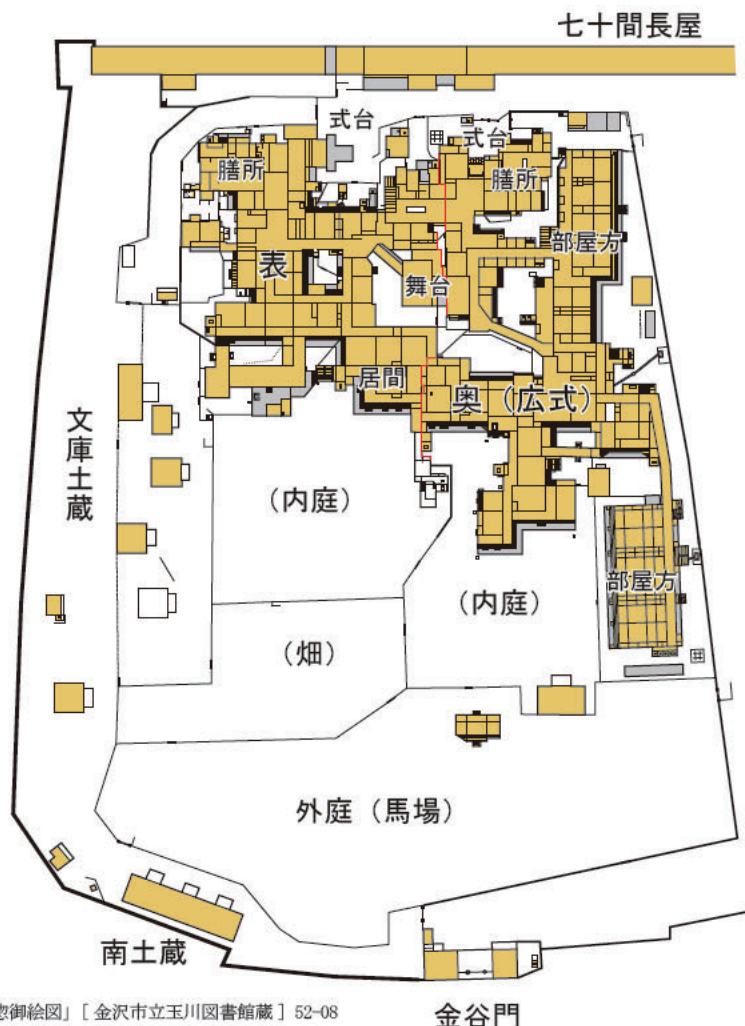 七十間長屋
式台
式台
膳所
膳所
部屋方
表
舞台
居間
奥（広式）
文庫土蔵
（内庭）
（内庭）
部屋方
（畑）
外庭（馬場）
南土蔵
金谷門
惣御絵図」［ 金沢市立玉川図書館蔵 ］52-08